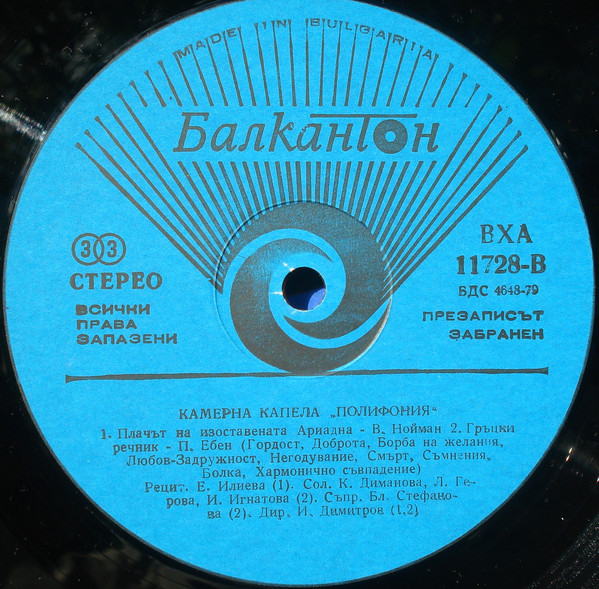 MADE IN BULGARIA
БалканТон
33
СТЕРЕО
ВСИЧКИ
ПРАВА
ЗАПАЗЕНИ
ВХА
11728-В
БДС 4648-79
ПРЕЗАПИСЪТ
ЗАБРАНЕН
КАМЕРНА КАПЕЛА „ПОЛИФОНИЯ“
1. Плачът на изоставената Ариадна - В. Нойман 2. Гръцки
речник - П. Ебен (Гордост, Доброта, Борба на желания,
Любов-Задружност, Негодувание, Смърт, Съмнения,
Болка, Хармонично съвпадение)
Рецит. Е. Илиева (1). Сол. К. Диманова, Л. Ге-
рова, И. Игнатова (2). Съпр. Бл. Стефано-
ва (2). Дир. И. Димитров (1,2)